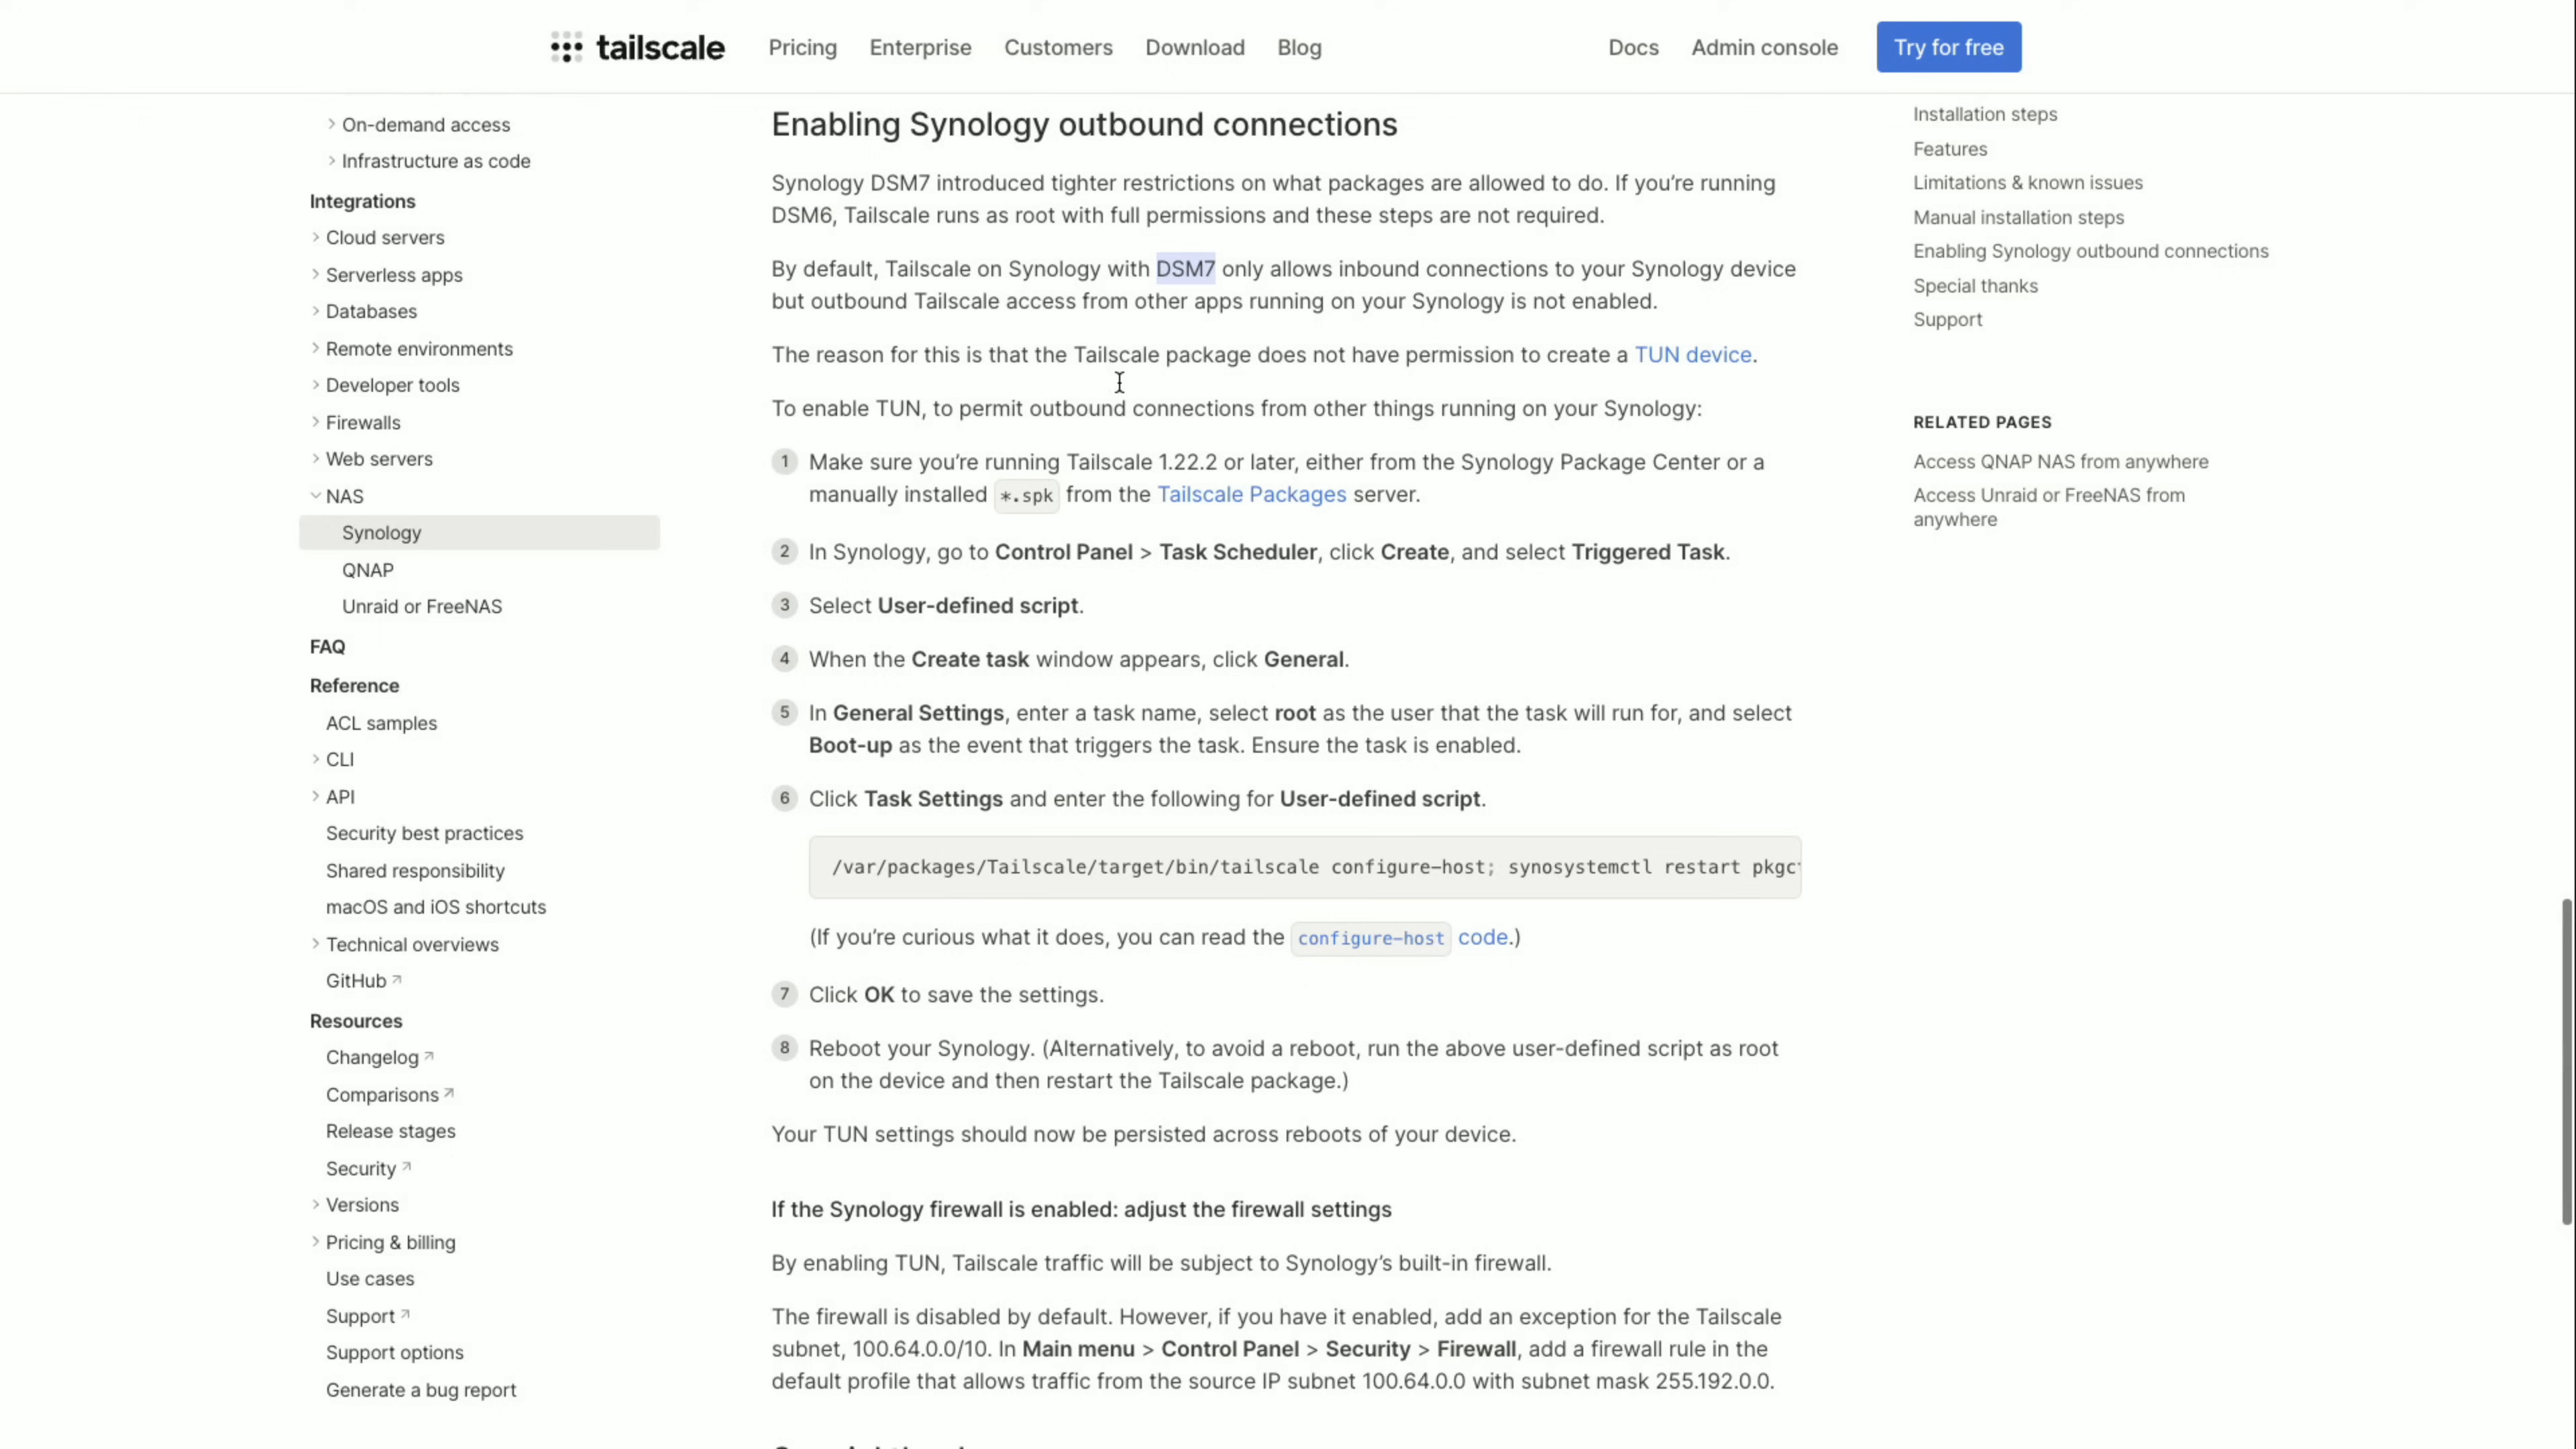 tailscale
Pricing
Enterprise
Customers
Download
Blog
Docs
Admin console
Try for free
On-demand access
Infrastructure as code
Integrations
Cloud servers
Serverless apps
Databases
Remote environments
Developer tools
Firewalls
Web servers
NAS
Synology
QNAP
Unraid or FreeNAS
FAQ
Reference
ACL samples
CLI
API
Security best practices
Shared responsibility
macOS and iOS shortcuts
Technical overviews
GitHub
Resources
Changelog
Comparisons
Release stages
Security
Versions
Pricing & billing
Use cases
Support
Support options
Generate a bug report
Enabling Synology outbound connections
Synology DSM7 introduced tighter restrictions on what packages are allowed to do. If you’re running
DSM6, Tailscale runs as root with full permissions and these steps are not required.
By default, Tailscale on Synology with DSM7 only allows inbound connections to your Synology device
but outbound Tailscale access from other apps running on your Synology is not enabled.
The reason for this is that the Tailscale package does not have permission to create a TUN device.
To enable TUN, to permit outbound connections from other things running on your Synology:
1 Make sure you’re running Tailscale 1.22.2 or later, either from the Synology Package Center or a
manually installed *.spk from the Tailscale Packages server.
2 In Synology, go to Control Panel > Task Scheduler, click Create, and select Triggered Task.
3 Select User-defined script.
4 When the Create task window appears, click General.
5 In General Settings, enter a task name, select root as the user that the task will run for, and select
Boot-up as the event that triggers the task. Ensure the task is enabled.
6 Click Task Settings and enter the following for User-defined script.
/var/packages/Tailscale/target/bin/tailscale configure-host; synosystemctl restart
(If you’re curious what it does, you can read the configure-host code.)
7 Click OK to save the settings.
8 Reboot your Synology. (Alternatively, to avoid a reboot, run the above user-defined script as root
on the device and then restart the Tailscale package.)
Your TUN settings should now be persisted across reboots of your device.
If the Synology firewall is enabled: adjust the firewall settings
By enabling TUN, Tailscale traffic will be subject to Synology’s built-in firewall.
The firewall is disabled by default. However, if you have it enabled, add an exception for the Tailscale
subnet, 100.64.0.0/10. In Main menu > Control Panel > Security > Firewall, add a firewall rule in the
default profile that allows traffic from the source IP subnet 100.64.0.0 with subnet mask 255.192.0.0.
Installation steps
Features
Limitations & known issues
Manual installation steps
Enabling Synology outbound connections
Special thanks
Support
RELATED PAGES
Access QNAP NAS from anywhere
Access Unraid or FreeNAS from
anywhere